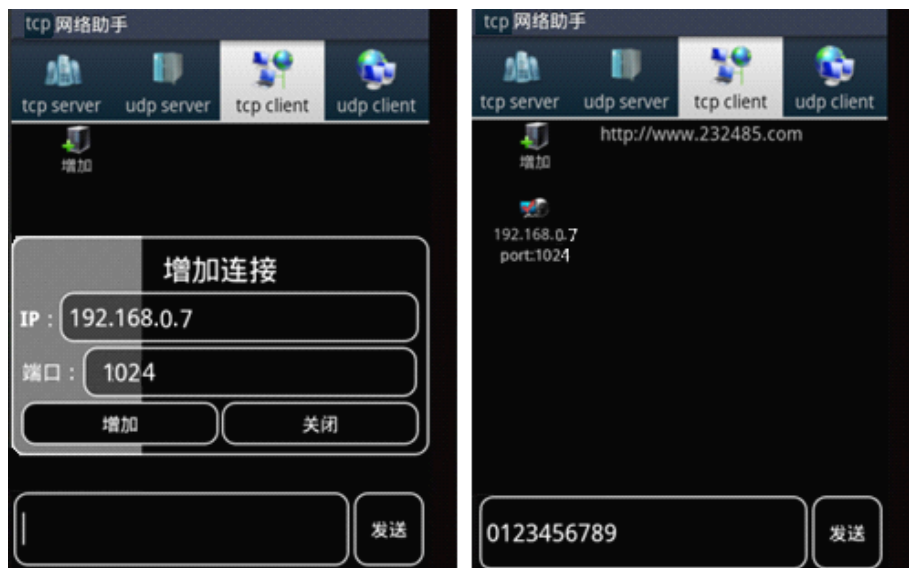 tcp 网络助手
tcp server udp server tcp client udp client
增加
增加连接
IP : 192.168.0.7
端口 : 1024
增加 关闭
发送
tcp 网络助手
tcp server udp server tcp client udp client
http://www.232485.com
增加
192.168.0.7
port:1024
0123456789 发送